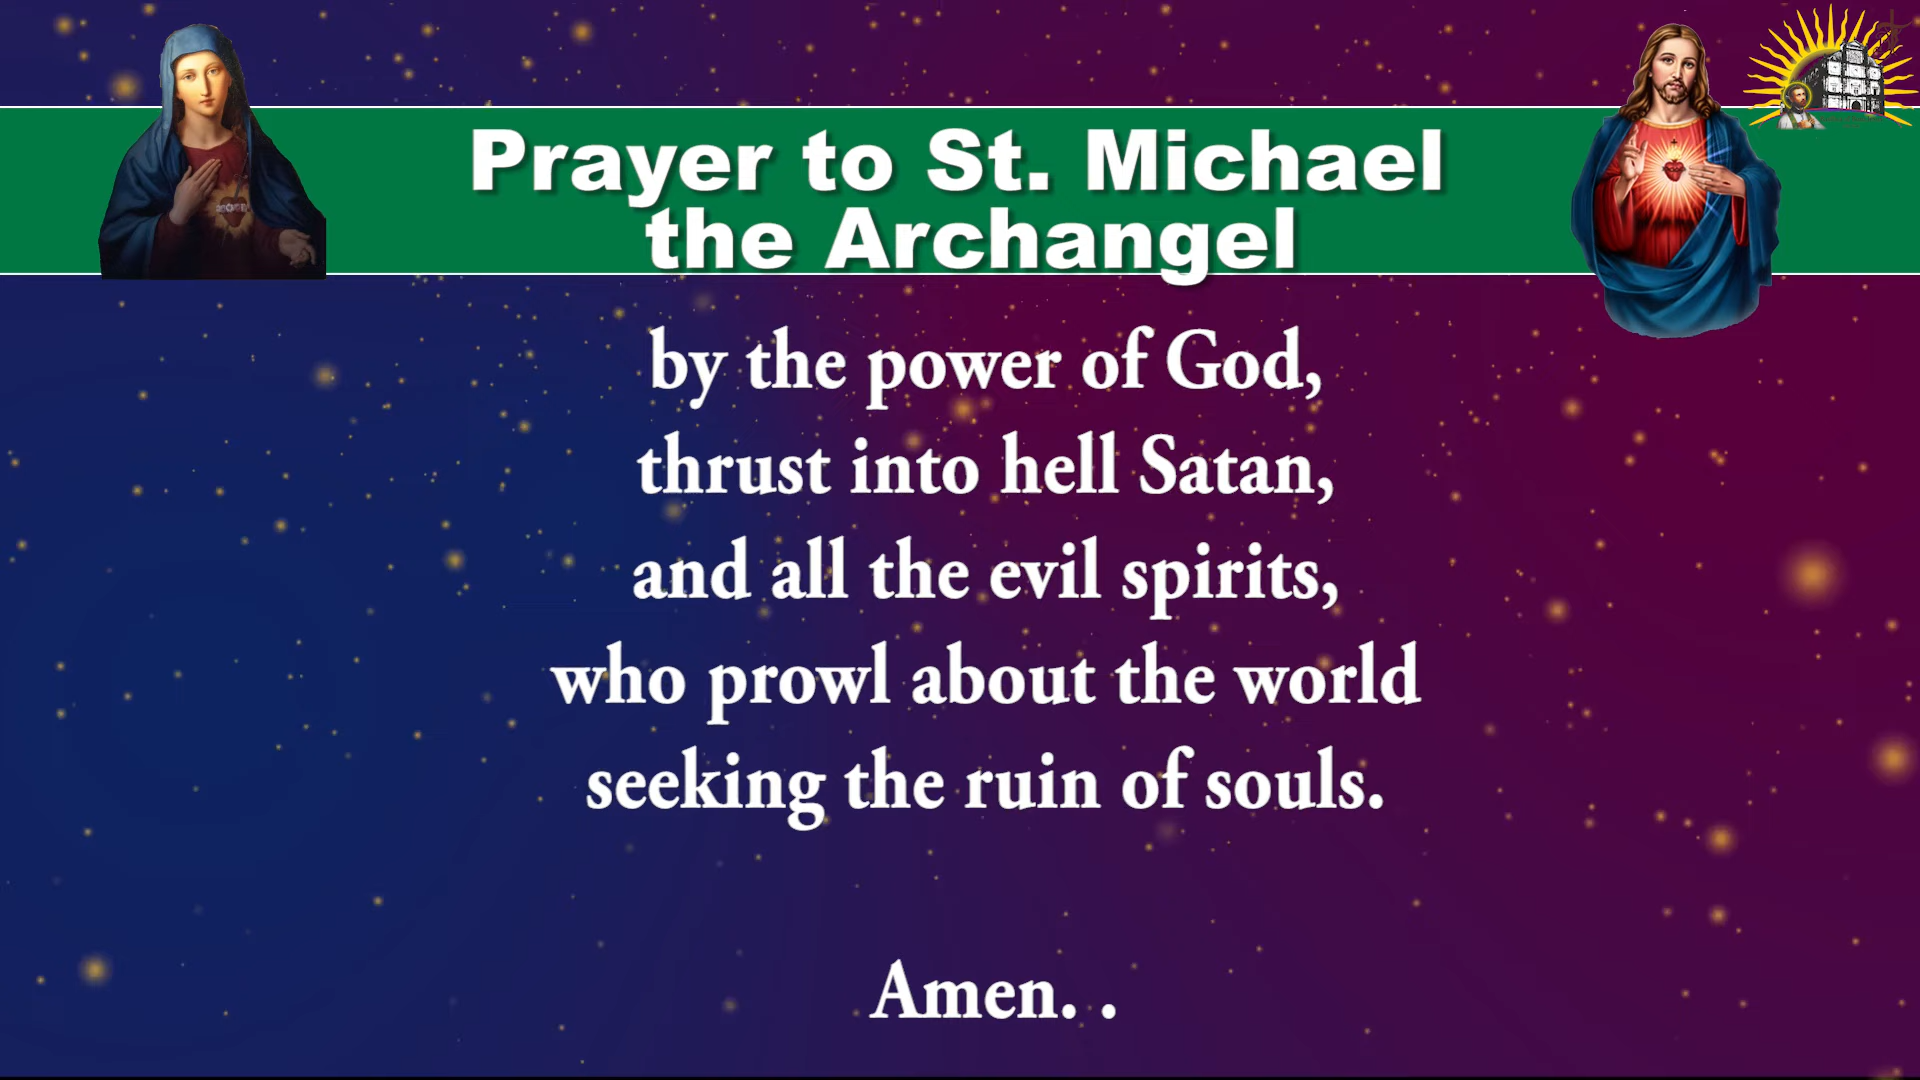 Prayer to St. Michael
the Archangel
by the power of God,
thrust into hell Satan,
and all the evil spirits,
who prowl about the world
seeking the ruin of souls.
Amen. .